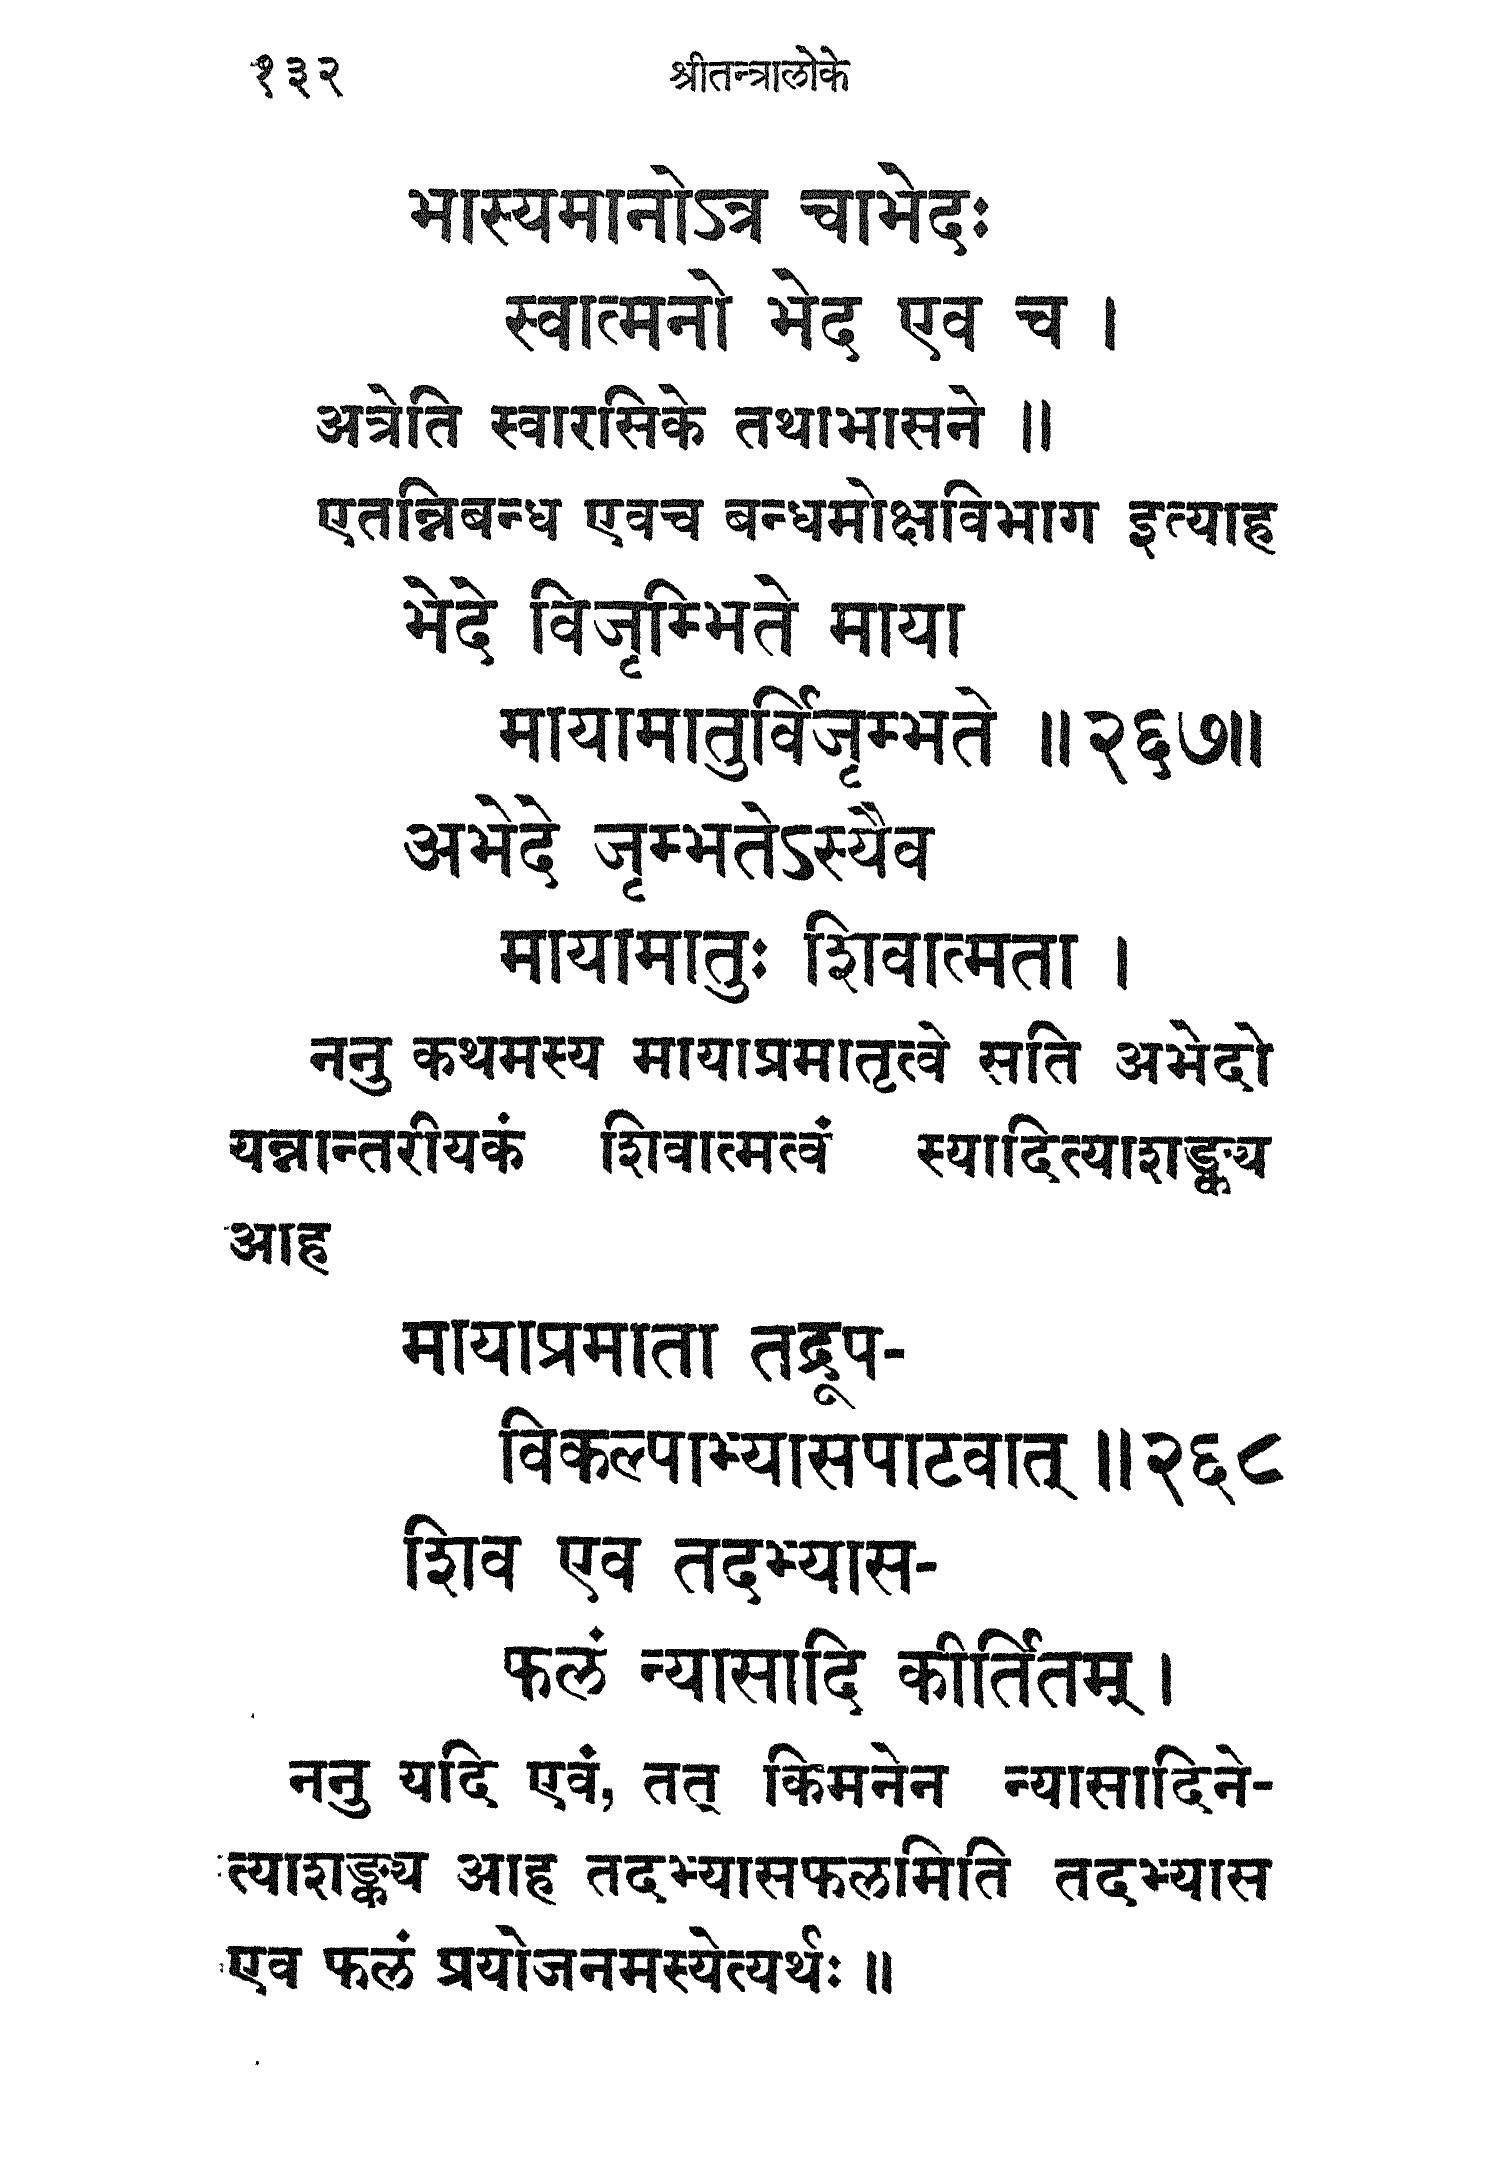 १३२ श्रीतन्त्रालोके
भास्यमानोऽत्र चाभेदः
स्वात्मनो भेद एव च ।
अत्रेति स्वारसिके तथाभासने ॥
एतन्निबन्ध एवच बन्धमोक्षविभाग इत्याह
भेदे विजृम्भिते माया
मायामातुर्विजृम्भते ॥२६७॥
अभेदे जृम्भतेऽस्यैव
मायामातुः शिवात्मता ।
ननु कथमस्य मायाप्रमातृत्वे सति अभेदो
यन्नान्तरीयकं शिवात्मत्वं स्यादित्याशङ्क्य
आह
मायाप्रमाता तद्रूप-
विकल्पाभ्यासपाटवात् ॥२६८
शिव एव तदभ्यास-
फलं न्यासादि कीर्तितम् ।
ननु यदि एवं, तत् किमनेन न्यासादिने-
त्याशङ्क्य आह तदभ्यासफलमिति तदभ्यास
एव फलं प्रयोजनमस्येत्यर्थः ॥